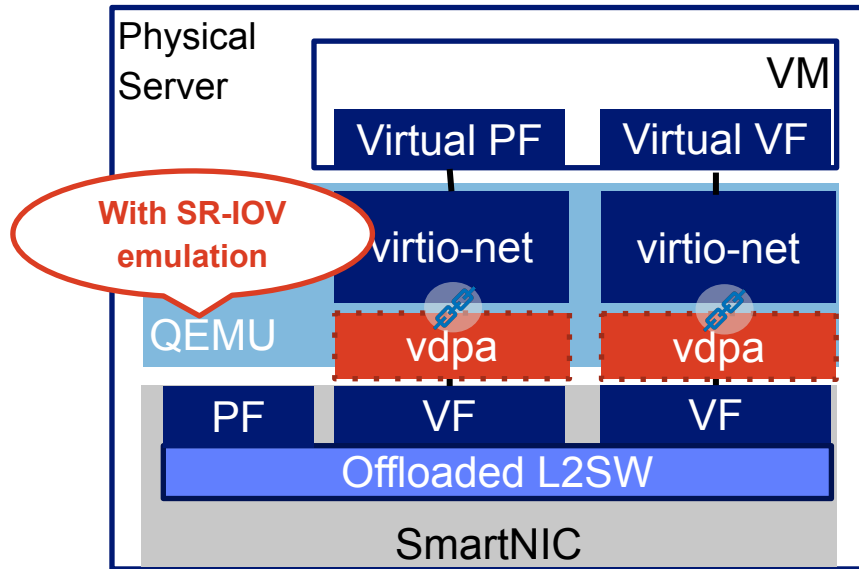 Physical
Server
VM
Virtual PF
Virtual VF
With SR-IOV
emulation
virtio-net
virtio-net
QEMU
vdpa
vdpa
PF
VF
VF
Offloaded L2SW
SmartNIC